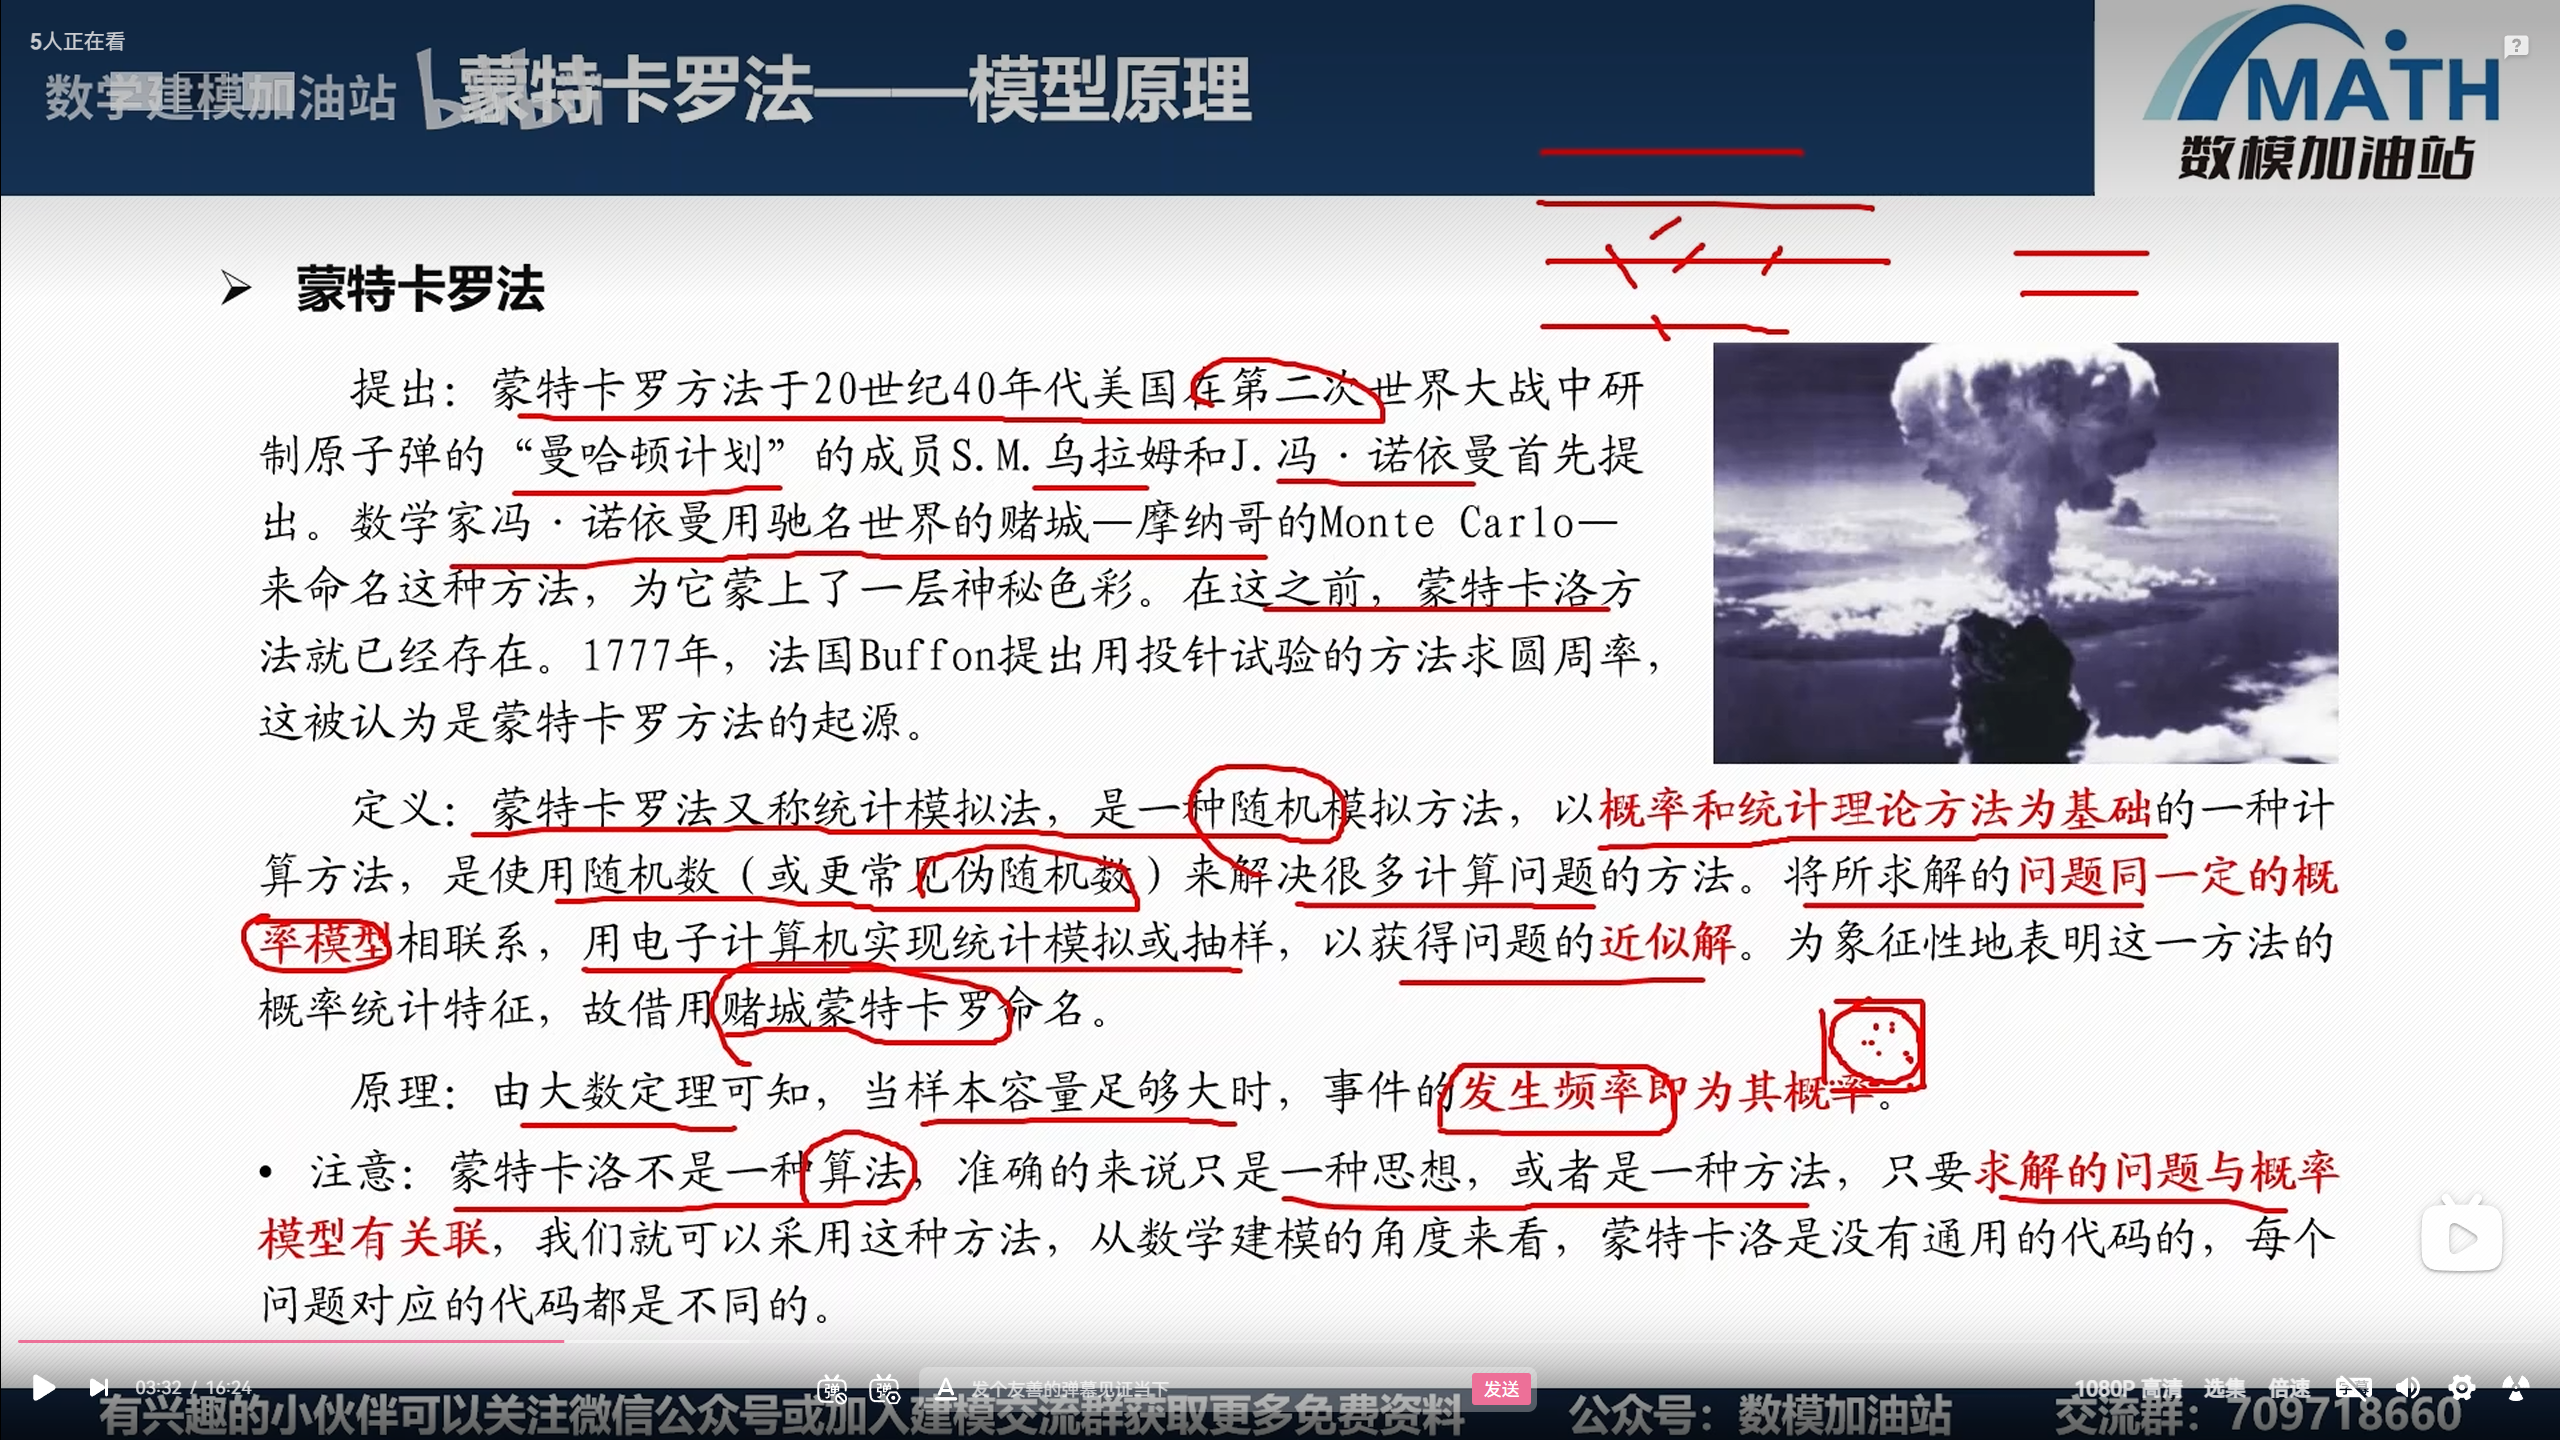 5人正在看
数学建模加油站
蒙特卡罗法——模型原理
MATH
数模加油站
蒙特卡罗法
提出：蒙特卡罗方法于20世纪40年代美国在第二次世界大战中研
制原子弹的“曼哈顿计划”的成员S.M.乌拉姆和J.冯·诺依曼首先提
出。数学家冯·诺依曼用驰名世界的赌城—摩纳哥的Monte Carlo—
来命名这种方法，为它蒙上了一层神秘色彩。在这之前，蒙特卡洛方
法就已经存在。1777年，法国Buffon提出用投针试验的方法求圆周率，
这被认为是蒙特卡罗方法的起源。
定义：蒙特卡罗法又称统计模拟法，是一种随机模拟方法，以概率和统计理论方法为基础的一种计
算方法，是使用随机数（或更常见伪随机数）来解决很多计算问题的方法。将所求解的问题同一定的概
率模型相联系，用电子计算机实现统计模拟或抽样，以获得问题的近似解。为象征性地表明这一方法的
概率统计特征，故借用赌城蒙特卡罗命名。
原理：由大数定理可知，当样本容量足够大时，事件的发生频率即为其概率。
• 注意：蒙特卡洛不是一种算法，准确的来说只是一种思想，或者是一种方法，只要求解的问题与概率
模型有关联，我们就可以采用这种方法，从数学建模的角度来看，蒙特卡洛是没有通用的代码的，每个
问题对应的代码都是不同的。
03:32 / 16:24
发个友善的弹幕见证当下
发送
1080P 高清 选集 倍速
有兴趣的小伙伴可以关注微信公众号或加入建模交流群获取更多免费资料
公众号：数模加油站
交流群：709718660